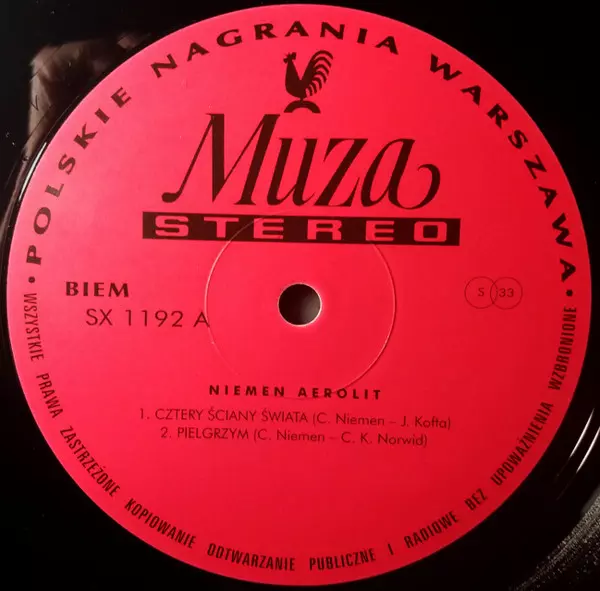 • POLSKIE NAGRANIA WARSZAWA •
Muza
STEREO
BIEM
SX 1192 A
S 33
NIEMEN AEROLIT
1. CZTERY ŚCIANY ŚWIATA (C. Niemen – J. Kofta)
2. PIELGRZYM (C. Niemen – C. K. Norwid)
WSZYSTKIE PRAWA ZASTRZEŻONE KOPIOWANIE ODTWARZANIE PUBLICZNE I RADIOWE BEZ UPOWAŻNIENIA WZBRONIONE